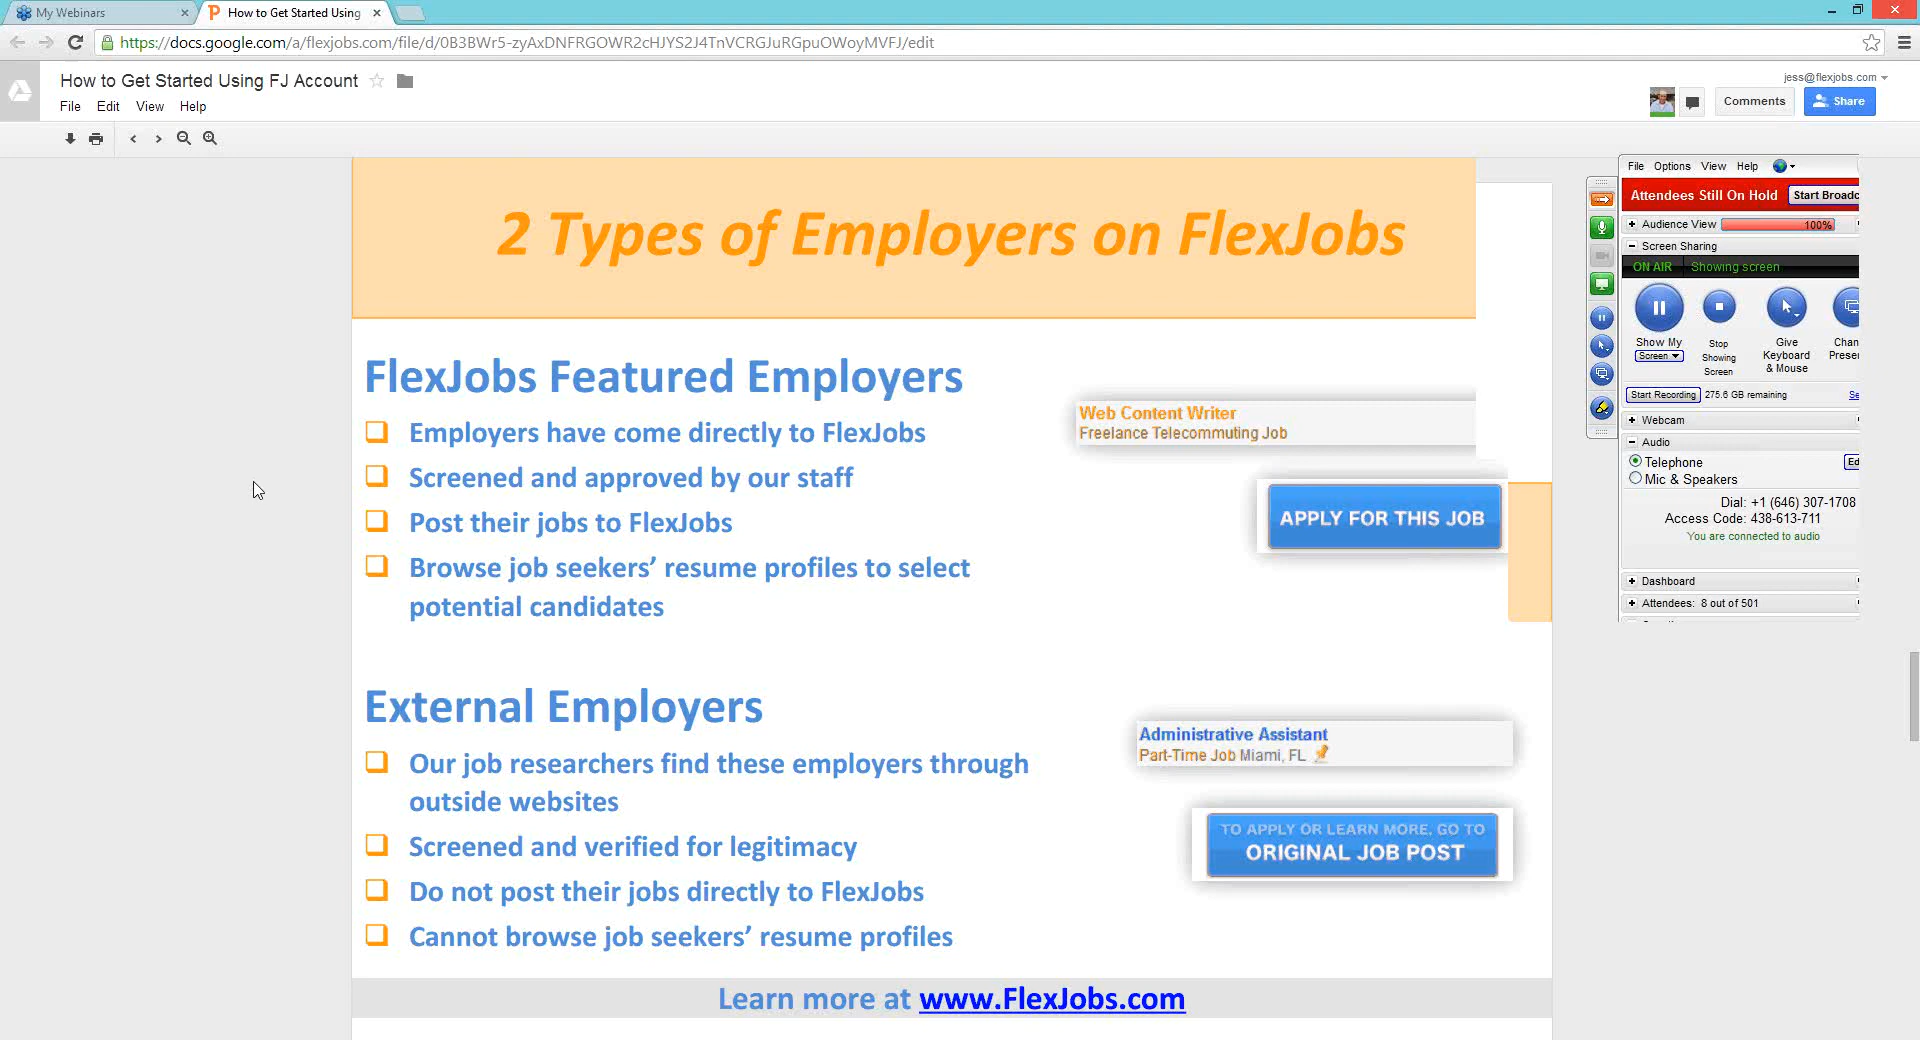 My Webinars
How to Get Started Using
https://docs.google.com/a/flexjobs.com/file/d/0B3BWr5-zyAxDNFRGOWR2cHJYS2J4TnVCRGJuRGpuOWoyMVFJ/edit
How to Get Started Using FJ Account
jess@flexjobs.com
File Edit View Help
Comments
Share
2 Types of Employers on FlexJobs
FlexJobs Featured Employers
Employers have come directly to FlexJobs
Screened and approved by our staff
Post their jobs to FlexJobs
Browse job seekers’ resume profiles to select
potential candidates
Web Content Writer
Freelance Telecommuting Job
APPLY FOR THIS JOB
External Employers
Our job researchers find these employers through
outside websites
Screened and verified for legitimacy
Do not post their jobs directly to FlexJobs
Cannot browse job seekers’ resume profiles
Administrative Assistant
Part-Time Job Miami, FL
TO APPLY OR LEARN MORE, GO TO
ORIGINAL JOB POST
Learn more at www.FlexJobs.com
File Options View Help
Attendees Still On Hold Start Broadc
Audience View 100%
Screen Sharing
ON AIR Showing screen
Show My
Screen
Stop
Showing
Screen
Give
Keyboard
& Mouse
Chan
Prese
Start Recording 275.6 GB remaining Se
Webcam
Audio
Telephone Ed
Mic & Speakers
Dial: +1 (646) 307-1708
Access Code: 438-613-711
You are connected to audio
Dashboard
Attendees: 8 out of 501